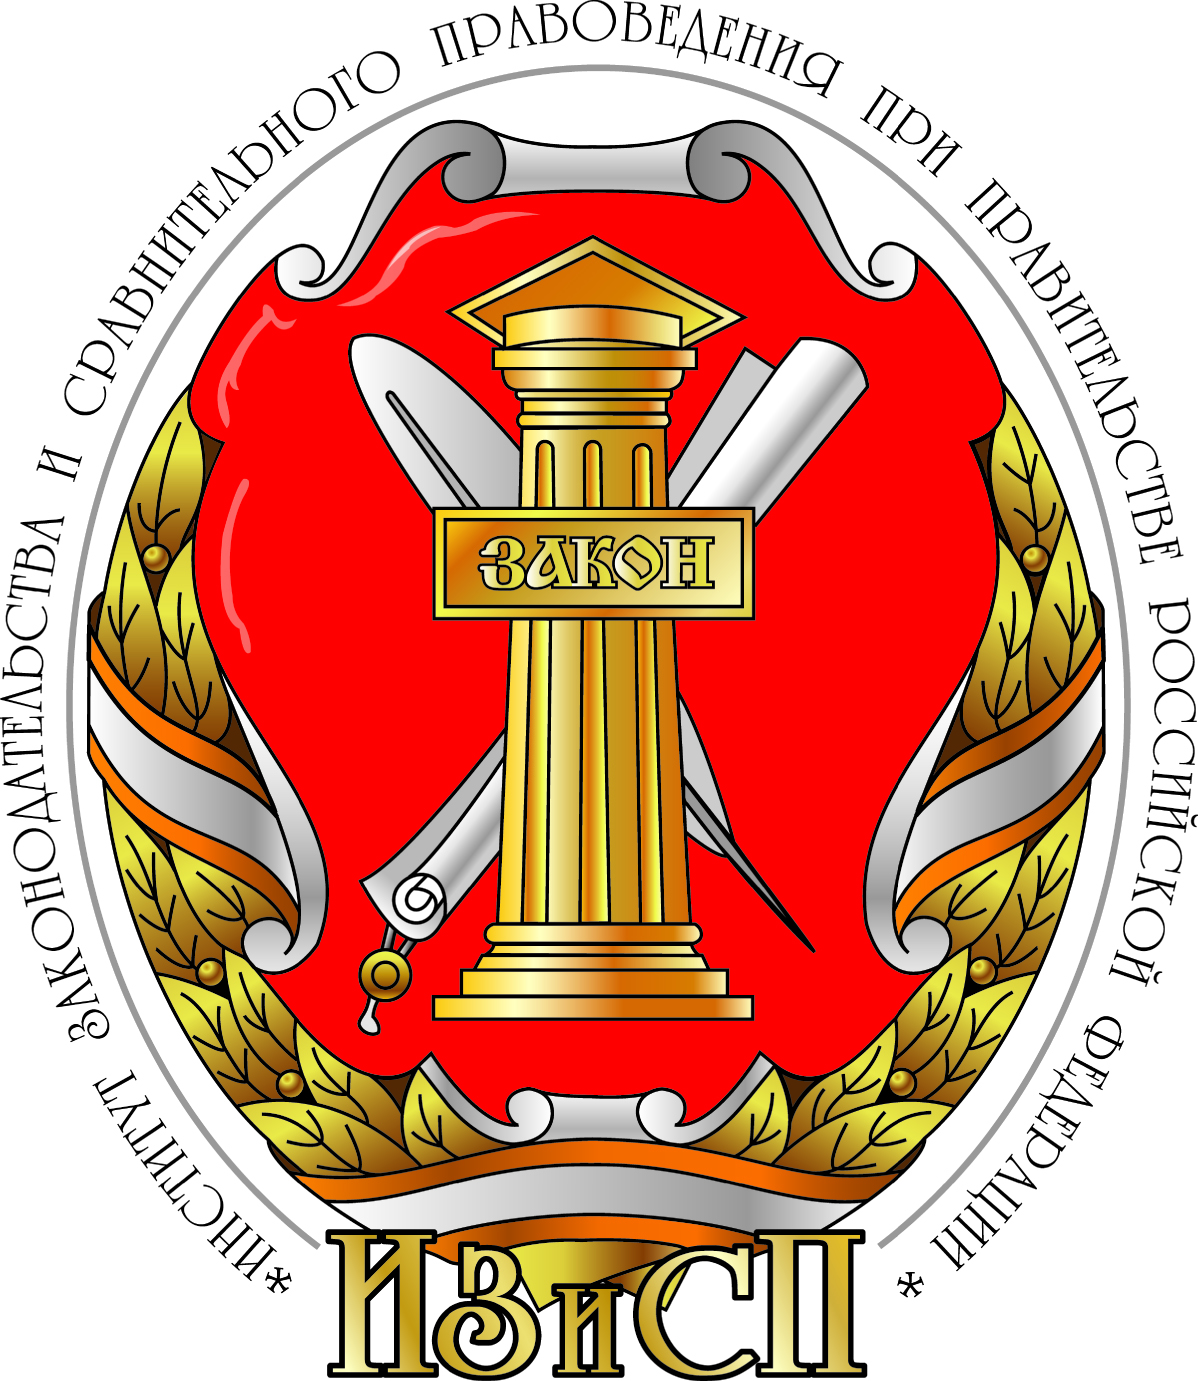 *ИНСТИТУТ ЗАКОНОДАТЕЛЬСТВА И СРАВНИТЕЛЬНОГО ПРАВОВЕДЕНИЯ ПРИ ПРАВИТЕЛЬСТВЕ РОССИЙСКОЙ ФЕДЕРАЦИИ *
ЗАКОН
ИЗиСП